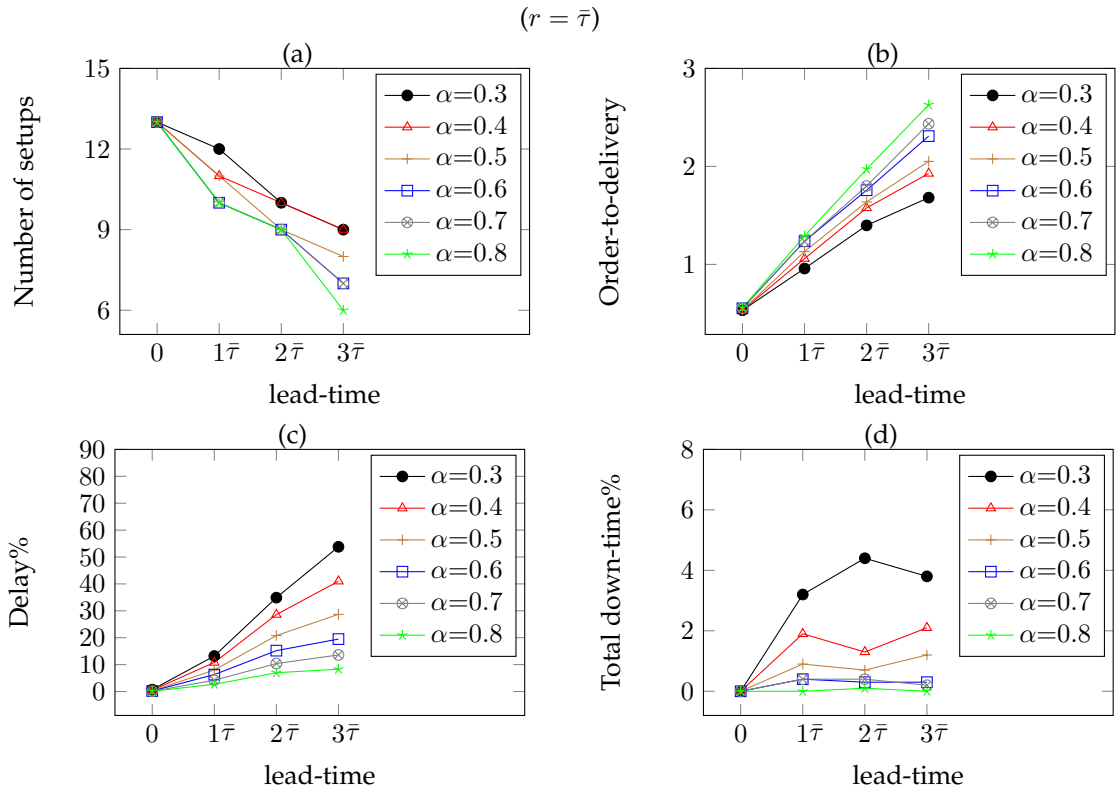 (r = τ̄)
(a)
15
12
9
6
Number of setups
0 1τ̄ 2τ̄ 3τ̄
lead-time
α=0.3
α=0.4
α=0.5
α=0.6
α=0.7
α=0.8
(b)
3
2
1
Order-to-delivery
0 1τ̄ 2τ̄ 3τ̄
lead-time
α=0.3
α=0.4
α=0.5
α=0.6
α=0.7
α=0.8
(c)
90
80
70
60
50
40
30
20
10
0
Delay%
0 1τ̄ 2τ̄ 3τ̄
lead-time
α=0.3
α=0.4
α=0.5
α=0.6
α=0.7
α=0.8
(d)
8
6
4
2
0
Total down-time%
0 1τ̄ 2τ̄ 3τ̄
lead-time
α=0.3
α=0.4
α=0.5
α=0.6
α=0.7
α=0.8